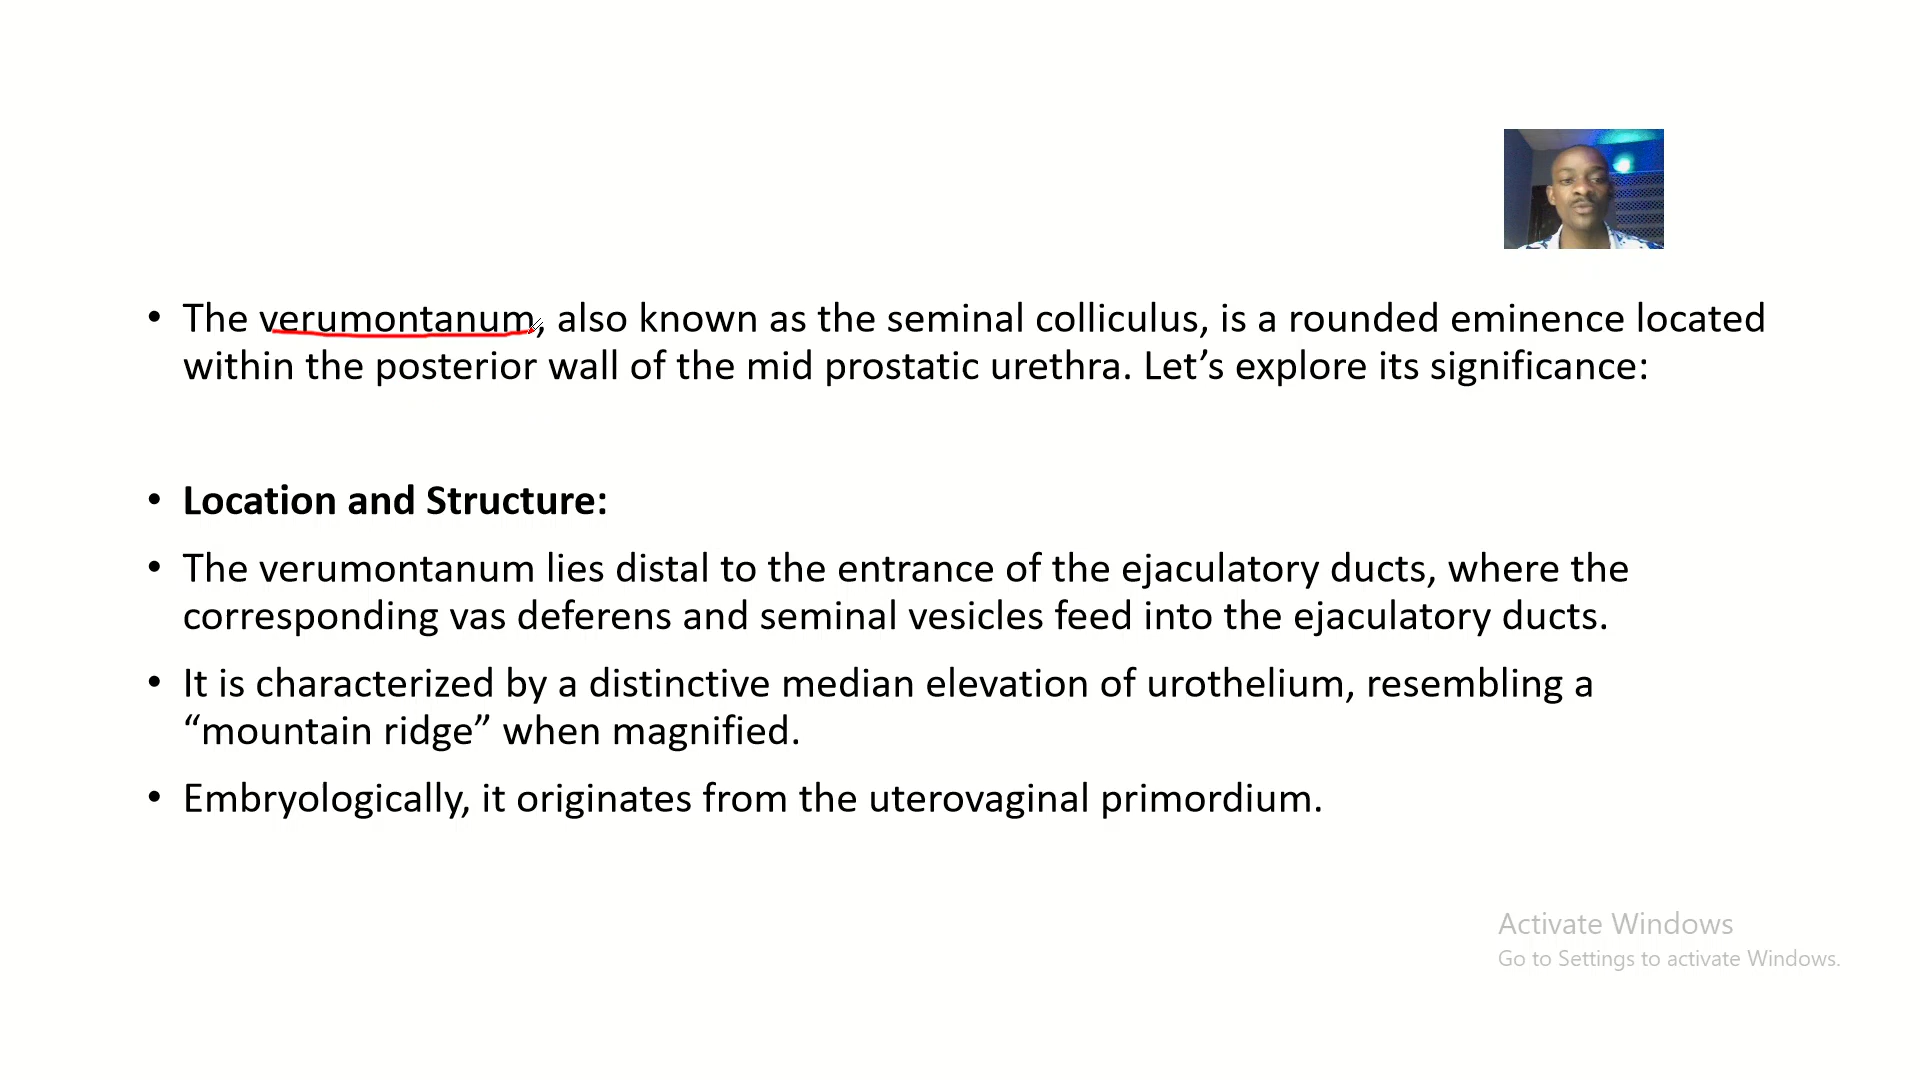 • The verumontanum, also known as the seminal colliculus, is a rounded eminence located
within the posterior wall of the mid prostatic urethra. Let’s explore its significance:
• Location and Structure:
• The verumontanum lies distal to the entrance of the ejaculatory ducts, where the
corresponding vas deferens and seminal vesicles feed into the ejaculatory ducts.
• It is characterized by a distinctive median elevation of urothelium, resembling a
“mountain ridge” when magnified.
• Embryologically, it originates from the uterovaginal primordium.
Activate Windows
Go to Settings to activate Windows.